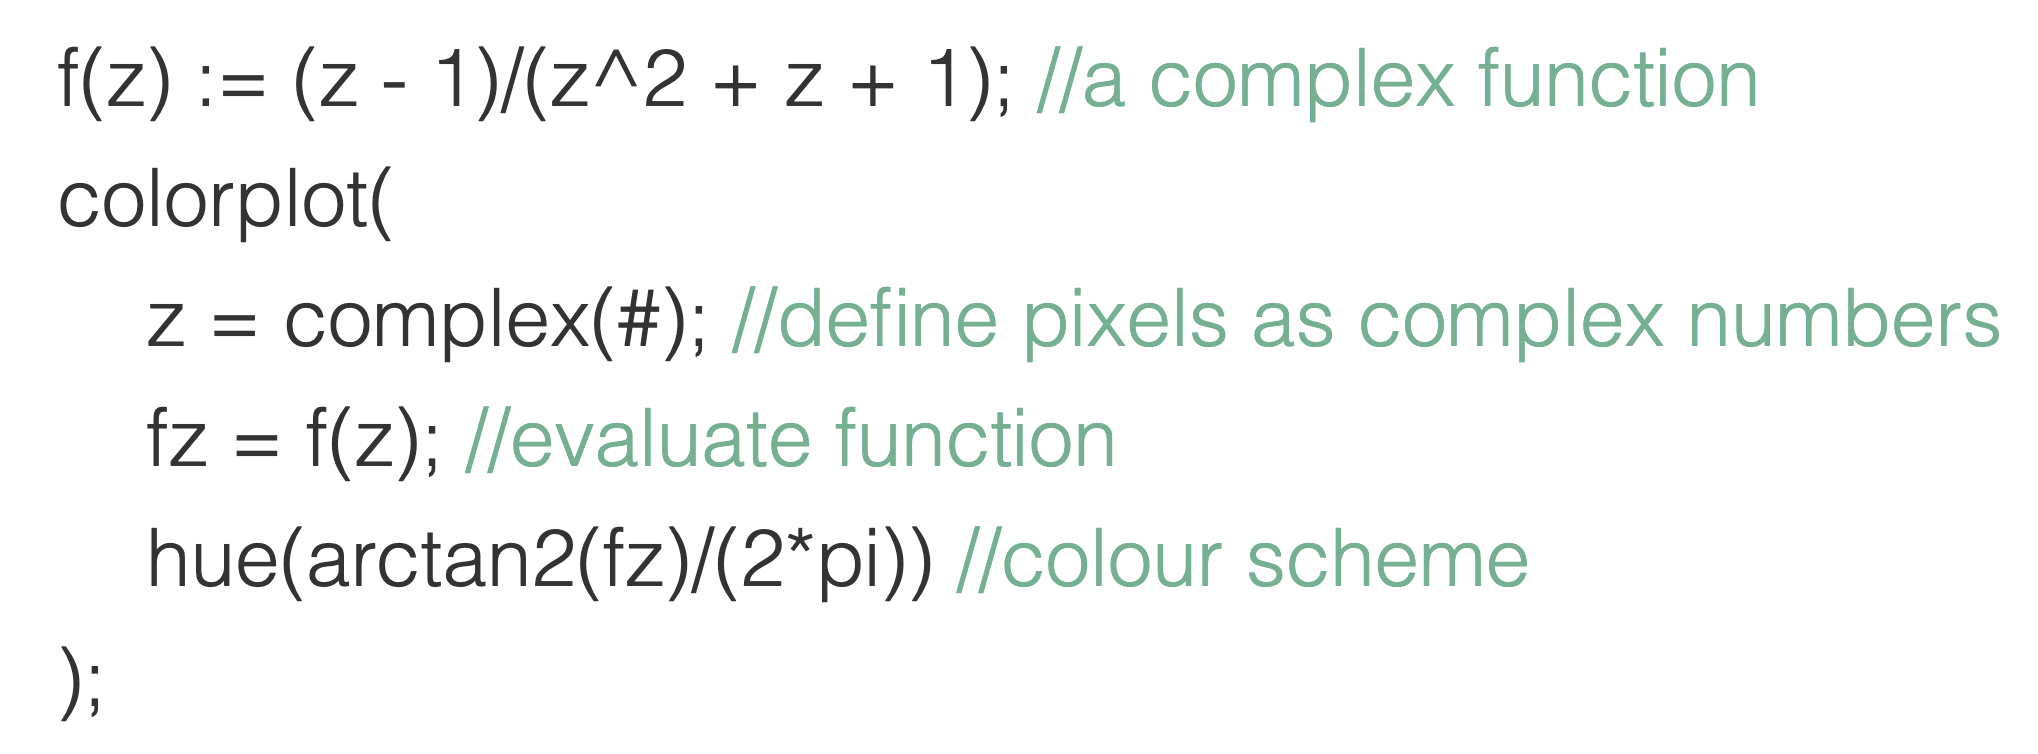 f(z) := (z - 1)/(z^2 + z + 1); //a complex function
colorplot(
z = complex(#); //define pixels as complex numbers
fz = f(z); //evaluate function
hue(arctan2(fz)/(2*pi)) //colour scheme
);